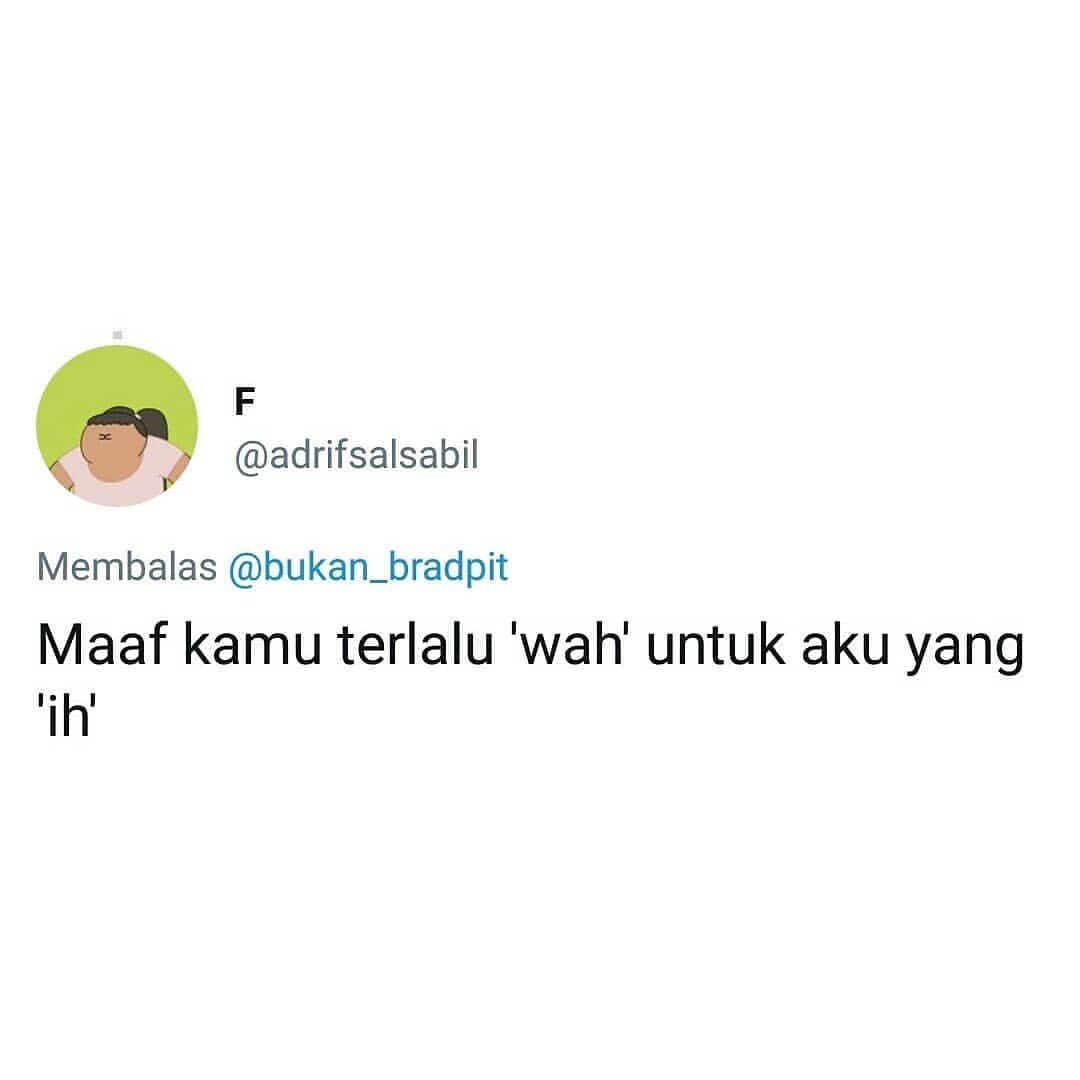 F
@adrifsalsabil
Membalas @bukan_bradpit
Maaf kamu terlalu 'wah' untuk aku yang
'ih'